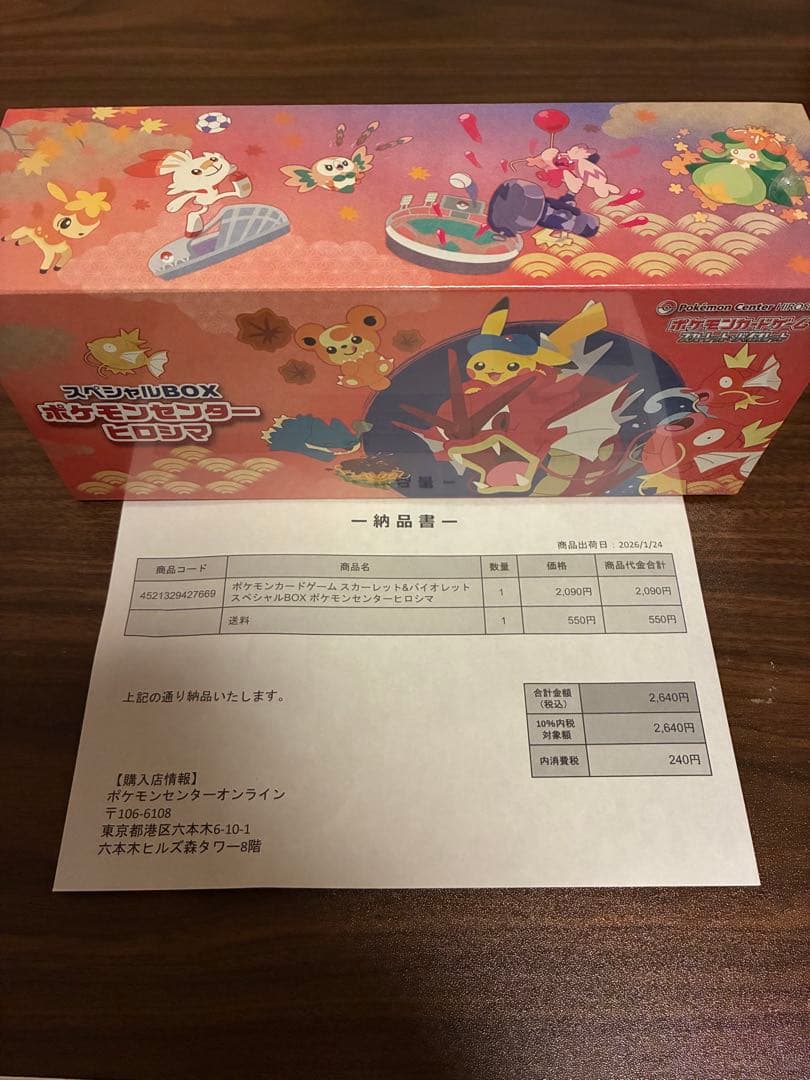 Pokémon Center HIROS
ポケモンカードゲーム
スカーレット&バイオレット
スペシャルBOX
ポケモンセンター
ヒロシマ
ー 納 品 書 ー
商品出荷日：2026/1/24
商品コード 商品名 数量 価格 商品代金合計
4521329427669 ポケモンカードゲーム スカーレット&バイオレット スペシャルBOX ポケモンセンターヒロシマ 1 2,090円 2,090円
送料 1 550円 550円
上記の通り納品いたします。
合計金額（税込） 2,640円
10%内税対象額 2,640円
内消費税 240円
【購入店情報】
ポケモンセンターオンライン
〒106-6108
東京都港区六本木6-10-1
六本木ヒルズ森タワー8階